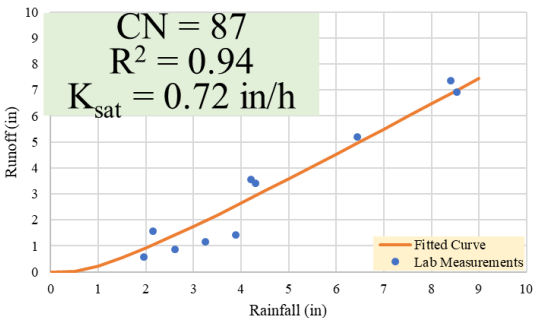 CN = 87
R² = 0.94
Ksat = 0.72 in/h
10
9
8
7
6
5
4
3
2
1
0
Runoff (in)
Fitted Curve
Lab Measurements
0 1 2 3 4 5 6 7 8 9 10
Rainfall (in)